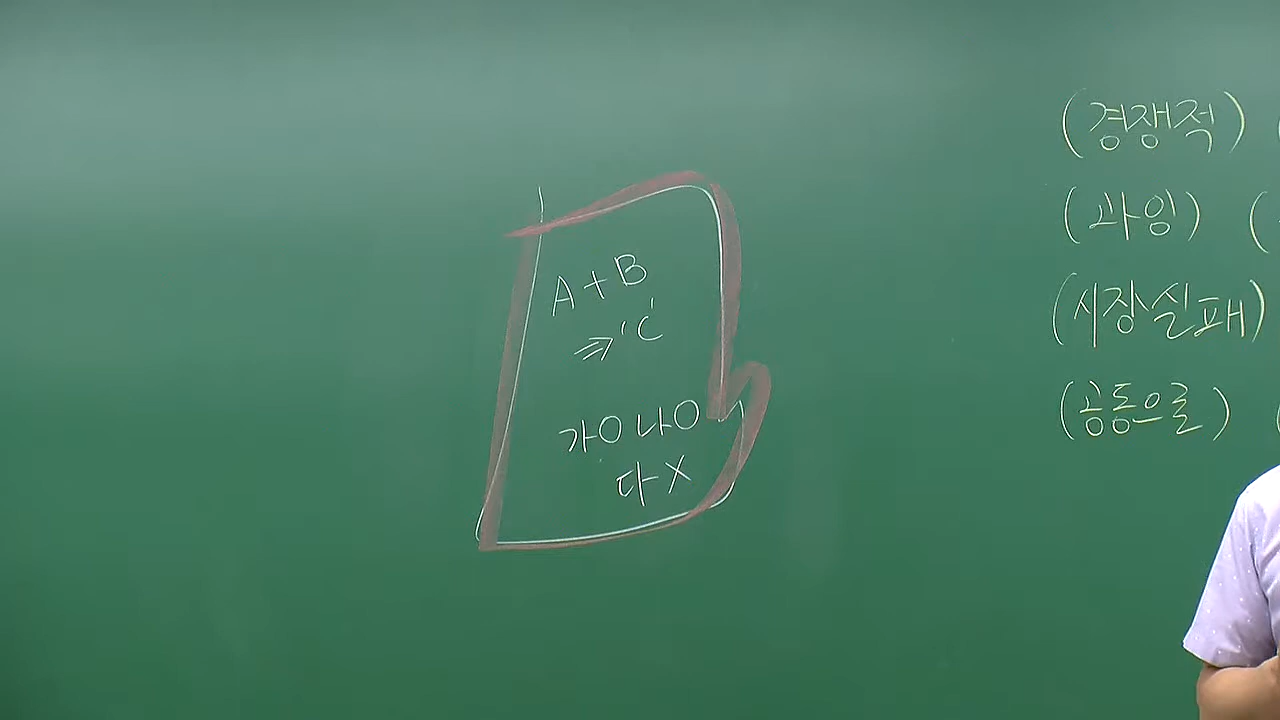 A+B
⇒ 'C'
가O 나O
다X
(경쟁적) (
(과잉) (
(시장실패)
(공동으로) (